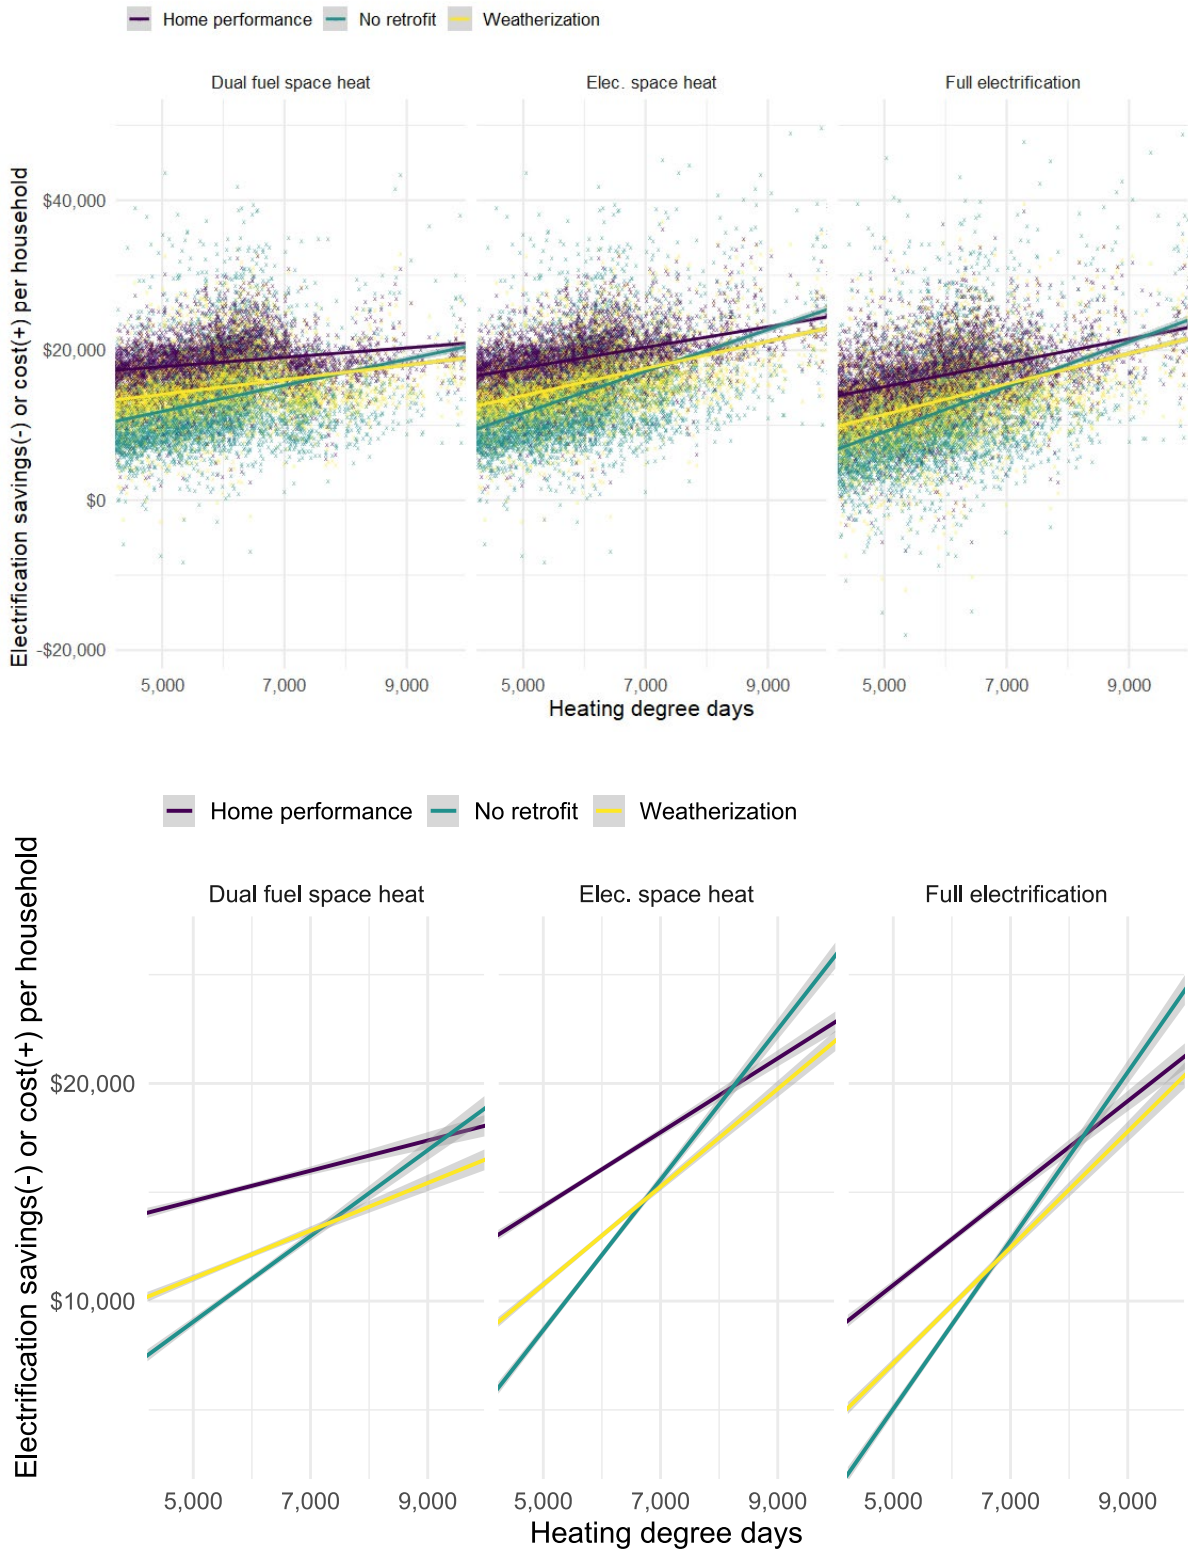 Home performance No retrofit Weatherization
Dual fuel space heat Elec. space heat Full electrification
Electrification savings(-) or cost(+) per household
$40,000
$20,000
$0
-$20,000
5,000 7,000 9,000 5,000 7,000 9,000 5,000 7,000 9,000
Heating degree days
Home performance No retrofit Weatherization
Dual fuel space heat Elec. space heat Full electrification
Electrification savings(-) or cost(+) per household
$20,000
$10,000
5,000 7,000 9,000 5,000 7,000 9,000 5,000 7,000 9,000
Heating degree days